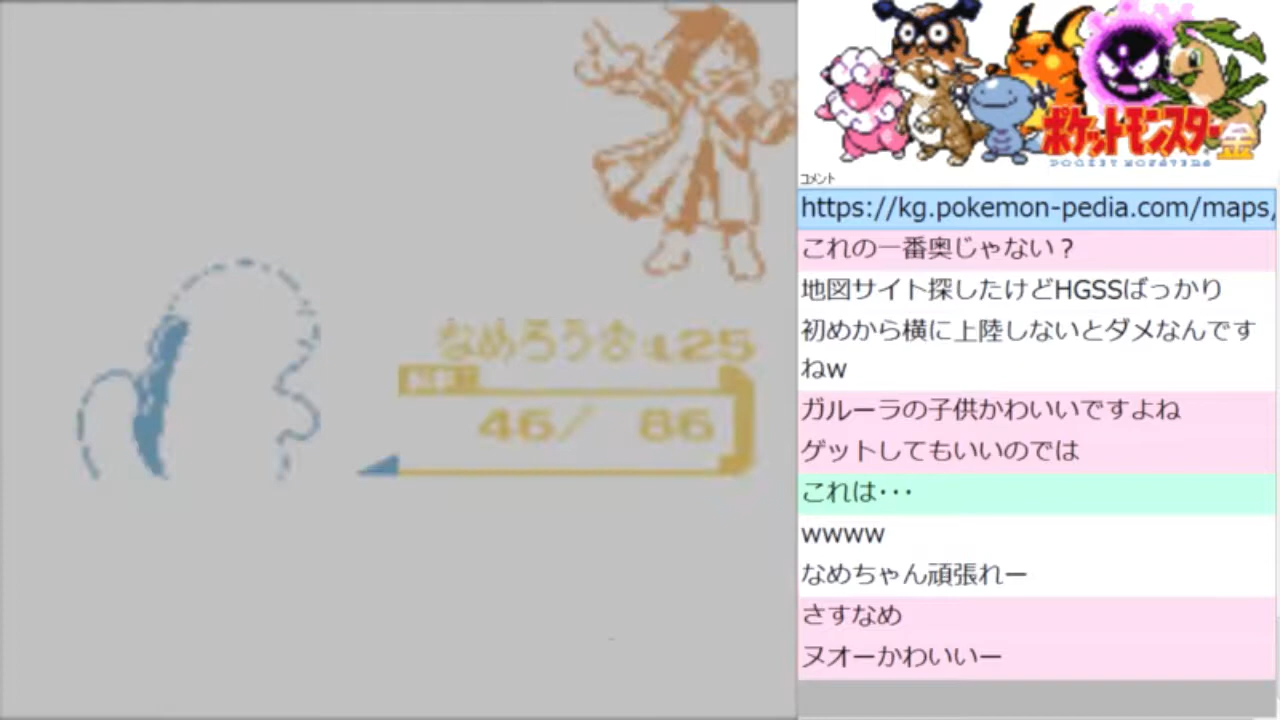 ポケットモンスター金
POCKET MONSTERS
コメント
https://kg.pokemon-pedia.com/maps/
これの一番奥じゃない？
地図サイト探したけどHGSSばっかり
初めから横に上陸しないとダメなんです
ねw
ガルーラの子供かわいいですよね
ゲットしてもいいのでは
これは･･･
wwww
なめちゃん頑張れー
さすなめ
ヌオーかわいいー
なめろう♂ L25
46/ 86